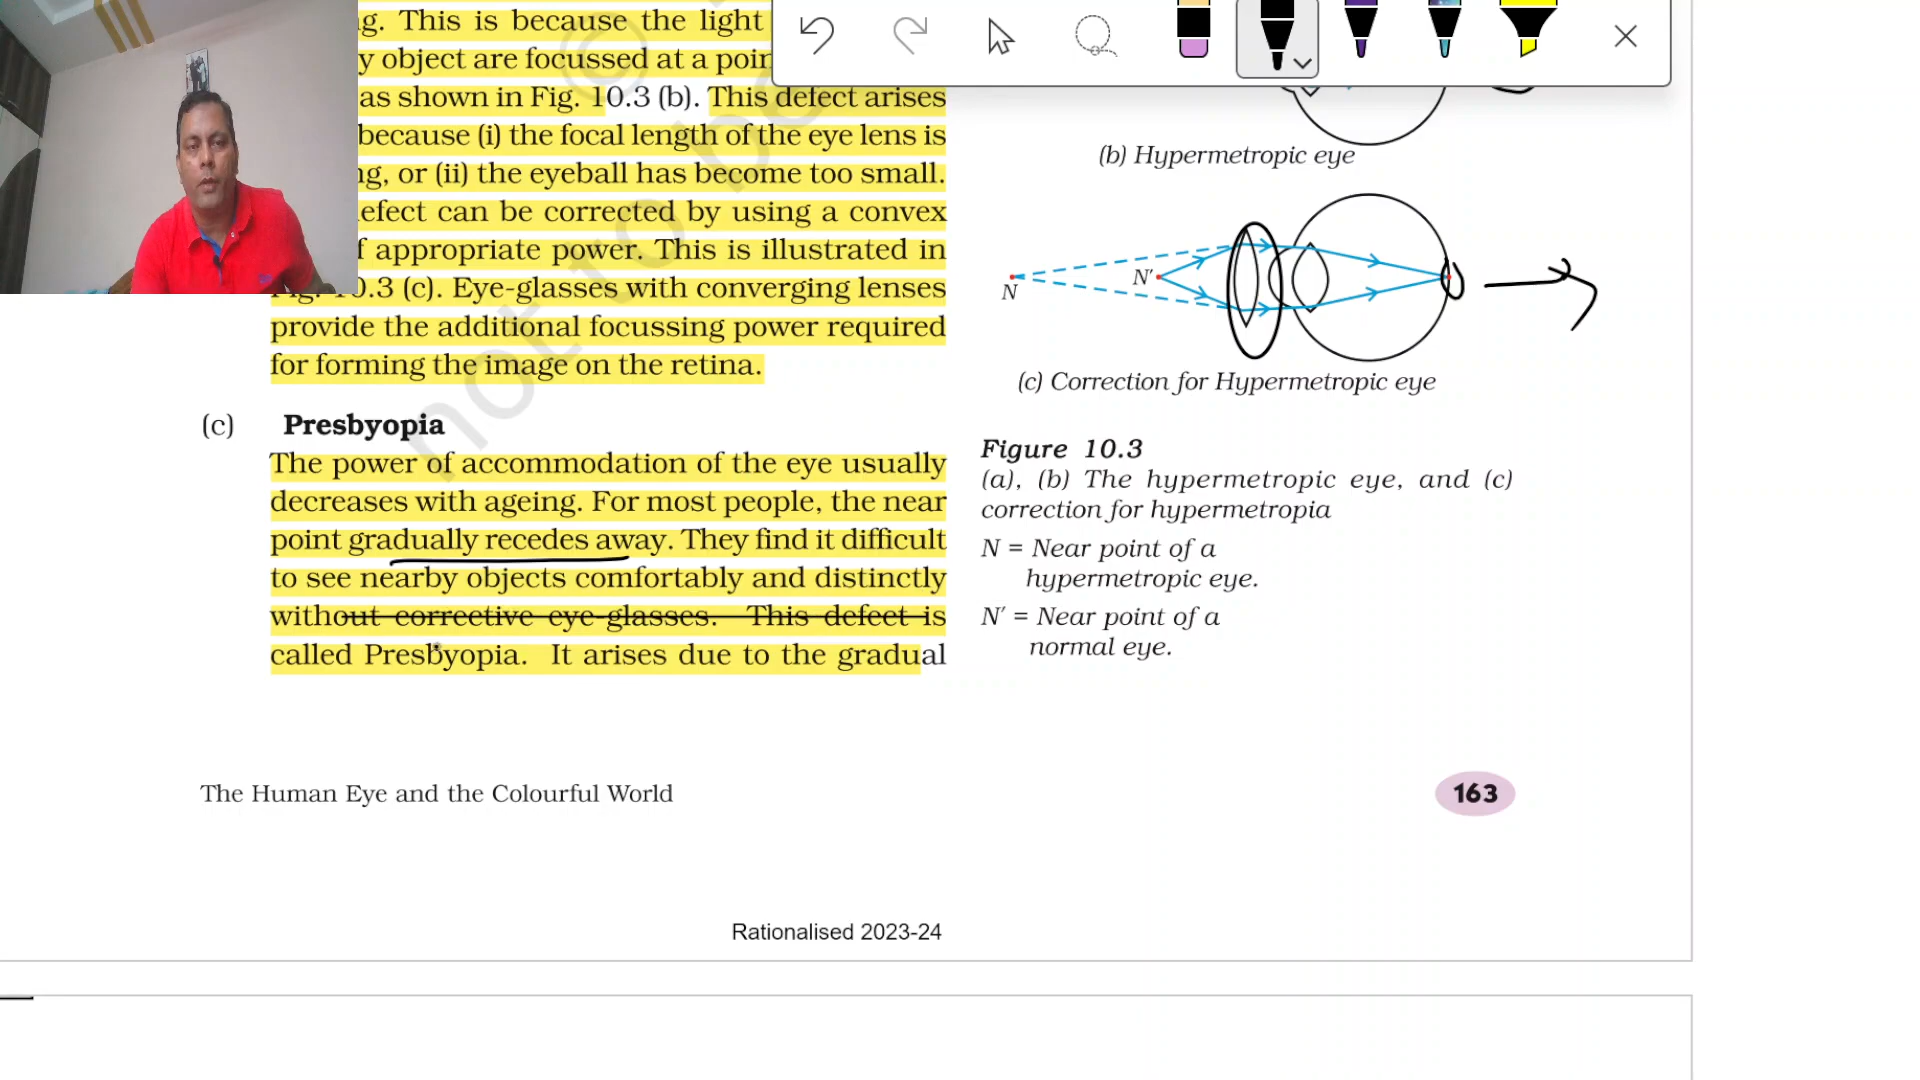 g. This is because the light
y object are focussed at a poin
as shown in Fig. 10.3 (b). This defect arises
because (i) the focal length of the eye lens is
ng, or (ii) the eyeball has become too small.
efect can be corrected by using a convex
f appropriate power. This is illustrated in
Fig. 10.3 (c). Eye-glasses with converging lenses
provide the additional focussing power required
for forming the image on the retina.
(c) Presbyopia
The power of accommodation of the eye usually
decreases with ageing. For most people, the near
point gradually recedes away. They find it difficult
to see nearby objects comfortably and distinctly
without corrective eye-glasses. This defect is
called Presbyopia. It arises due to the gradual
(b) Hypermetropic eye
N
N′
(c) Correction for Hypermetropic eye
Figure 10.3
(a), (b) The hypermetropic eye, and (c)
correction for hypermetropia
N = Near point of a
hypermetropic eye.
N′ = Near point of a
normal eye.
The Human Eye and the Colourful World
163
Rationalised 2023-24
© not to b